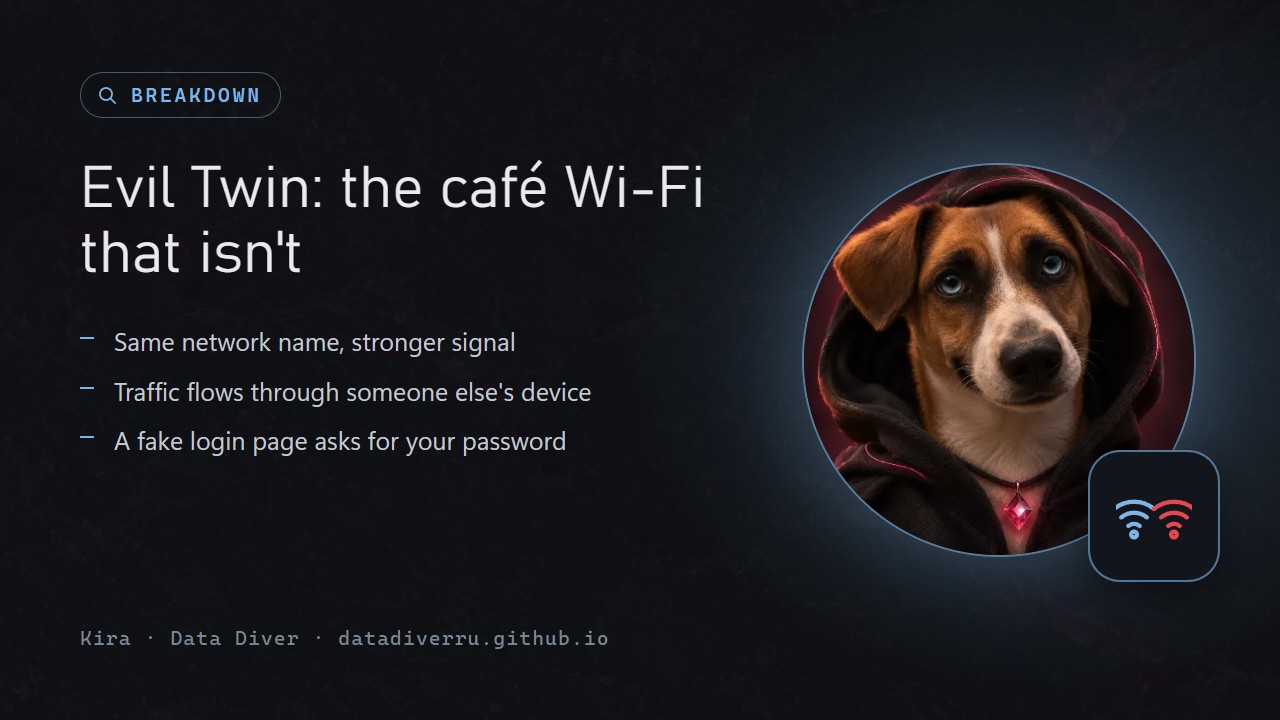 BREAKDOWN
Evil Twin: the café Wi-Fi
that isn't
Same network name, stronger signal
Traffic flows through someone else's device
A fake login page asks for your password
Kira · Data Diver · datadiverru.github.io